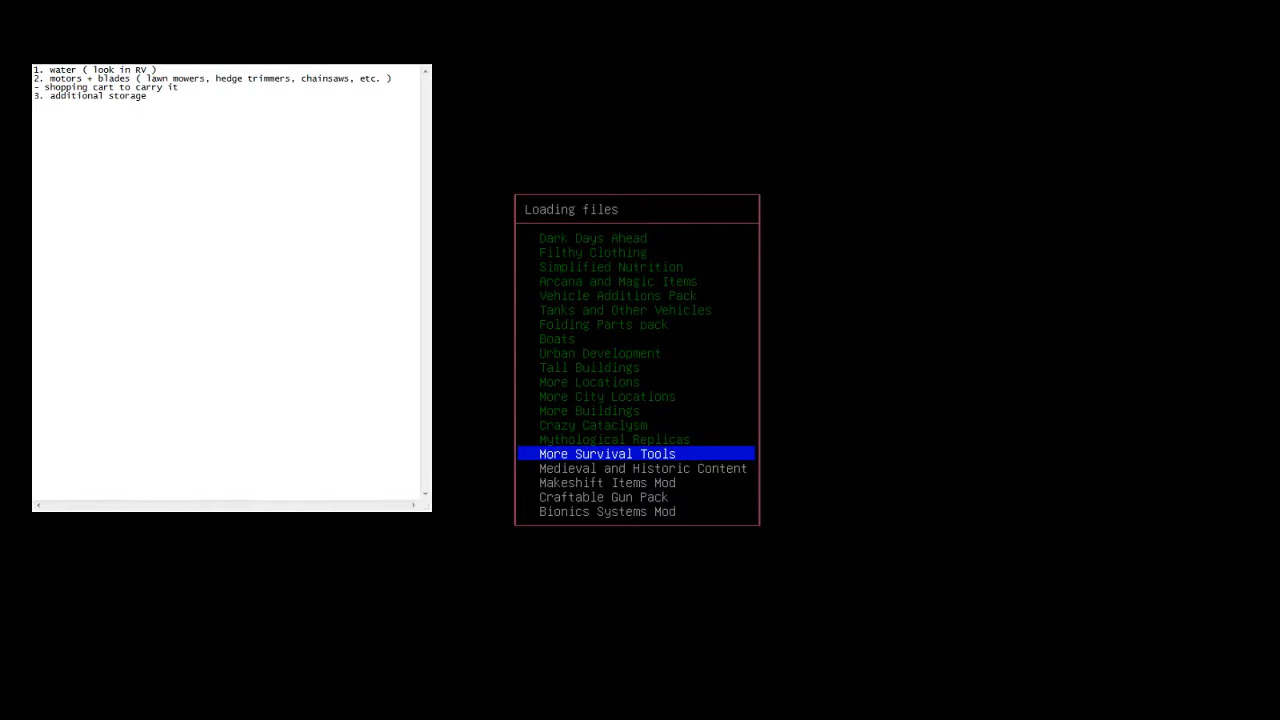 1. water ( look in RV )
2. motors + blades ( lawn mowers, hedge trimmers, chainsaws, etc. )
- shopping cart to carry it
3. additional storage
Loading files
Dark Days Ahead
Filthy Clothing
Simplified Nutrition
Arcana and Magic Items
Vehicle Additions Pack
Tanks and Other Vehicles
Folding Parts pack
Boats
Urban Development
Tall Buildings
More Locations
More City Locations
More Buildings
Crazy Cataclysm
Mythological Replicas
More Survival Tools
Medieval and Historic Content
Makeshift Items Mod
Craftable Gun Pack
Bionics Systems Mod